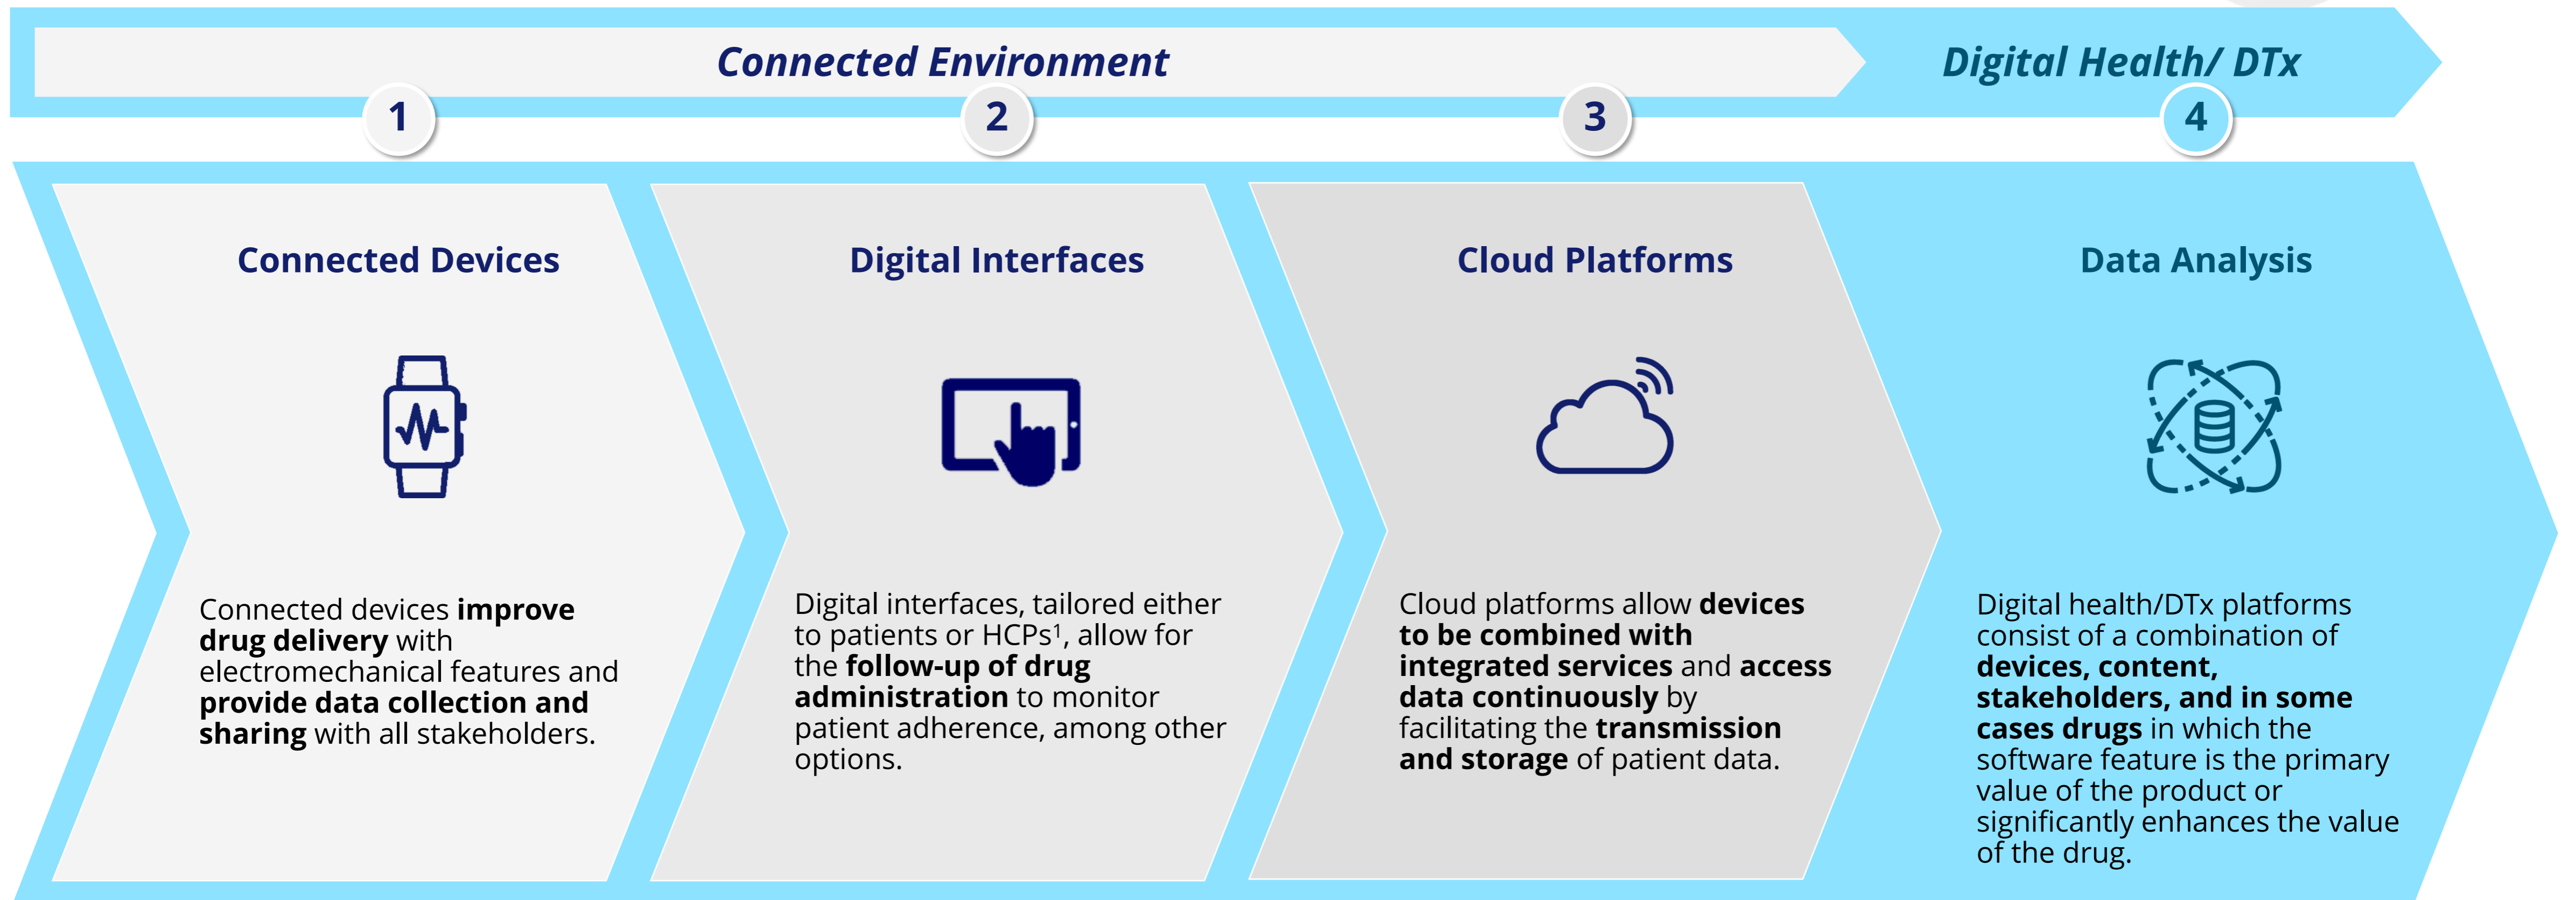 Connected Environment
Digital Health/ DTx
1
2
3
4
Connected Devices
Connected devices improve
drug delivery with
electromechanical features and
provide data collection and
sharing with all stakeholders.
Digital Interfaces
Digital interfaces, tailored either
to patients or HCPs¹, allow for
the follow-up of drug
administration to monitor
patient adherence, among other
options.
Cloud Platforms
Cloud platforms allow devices
to be combined with
integrated services and access
data continuously by
facilitating the transmission
and storage of patient data.
Data Analysis
Digital health/DTx platforms
consist of a combination of
devices, content,
stakeholders, and in some
cases drugs in which the
software feature is the primary
value of the product or
significantly enhances the value
of the drug.